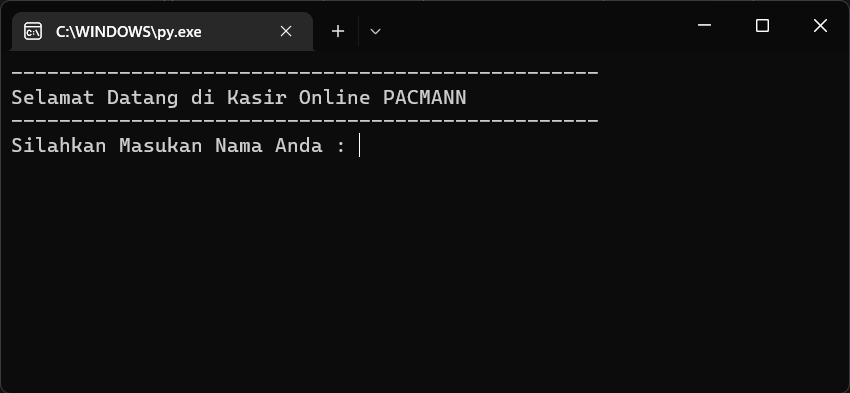 C:\WINDOWS\py.exe
-------------------------------------------------
Selamat Datang di Kasir Online PACMANN
-------------------------------------------------
Silahkan Masukan Nama Anda :